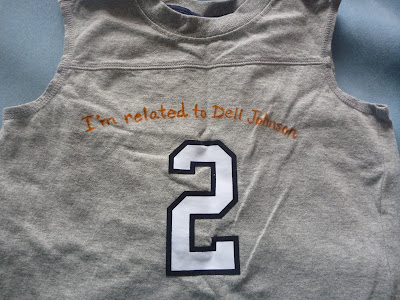 I'm related to Dell Johnson
2